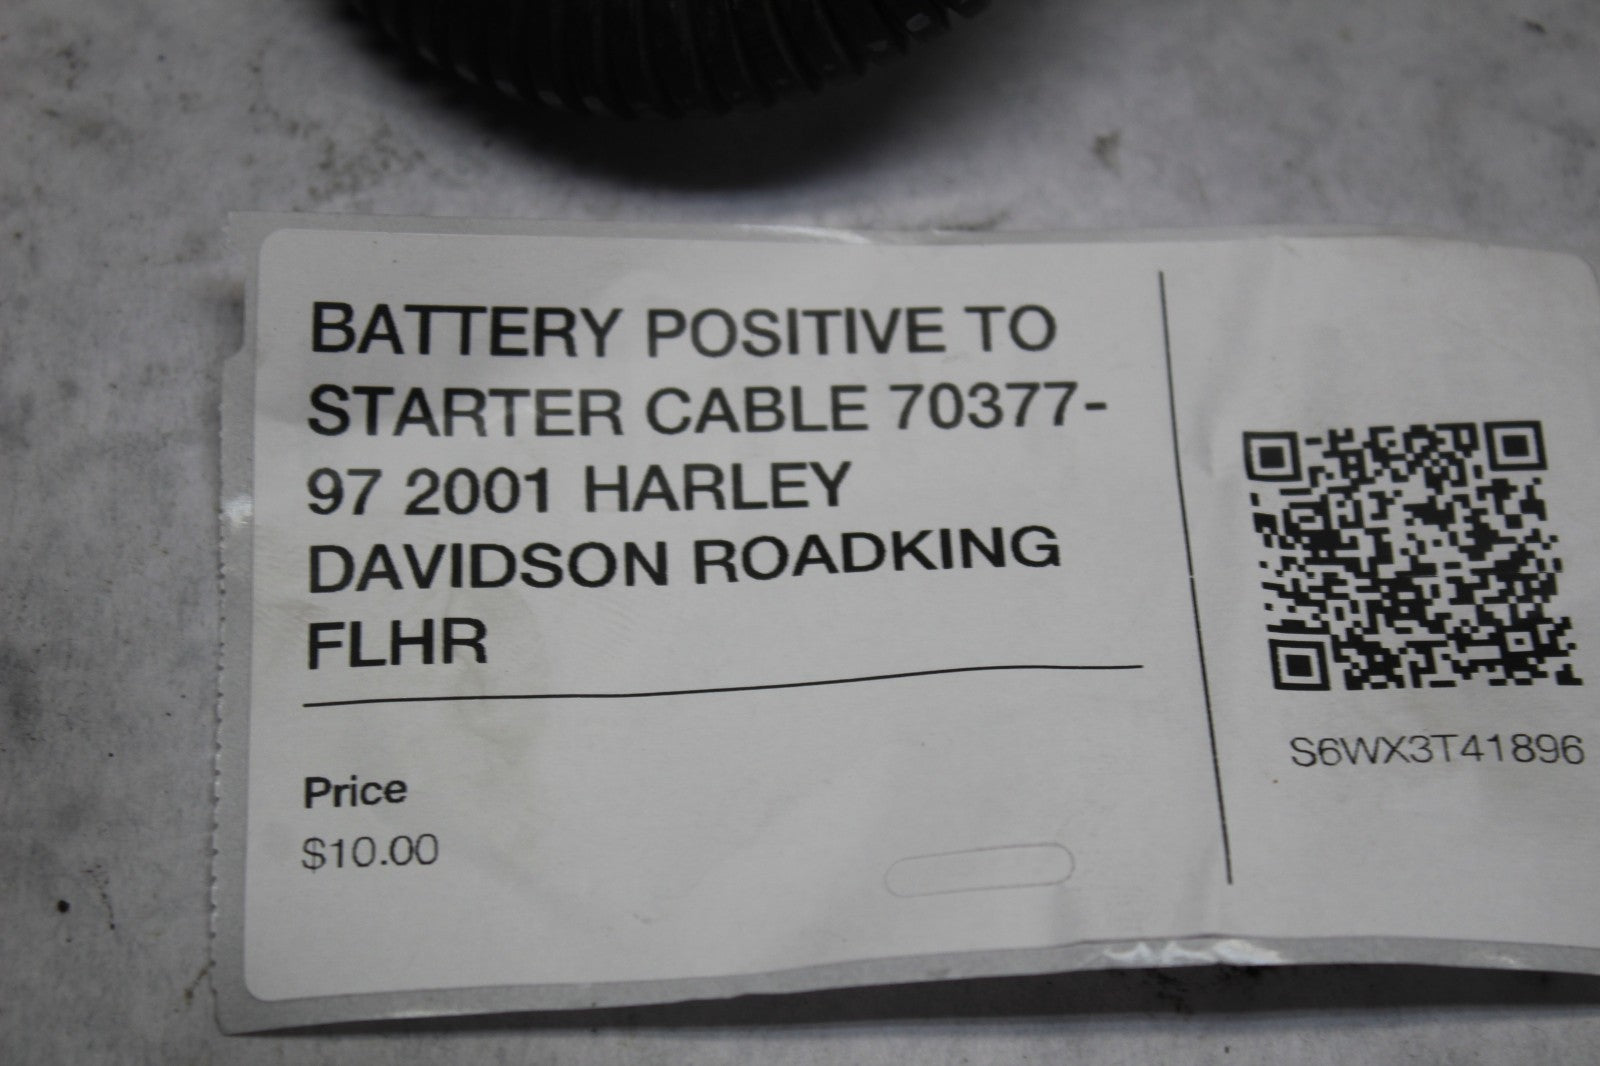 BATTERY POSITIVE TO
STARTER CABLE 70377-
97 2001 HARLEY
DAVIDSON ROADKING
FLHR
Price
$10.00
S6WX3T41896